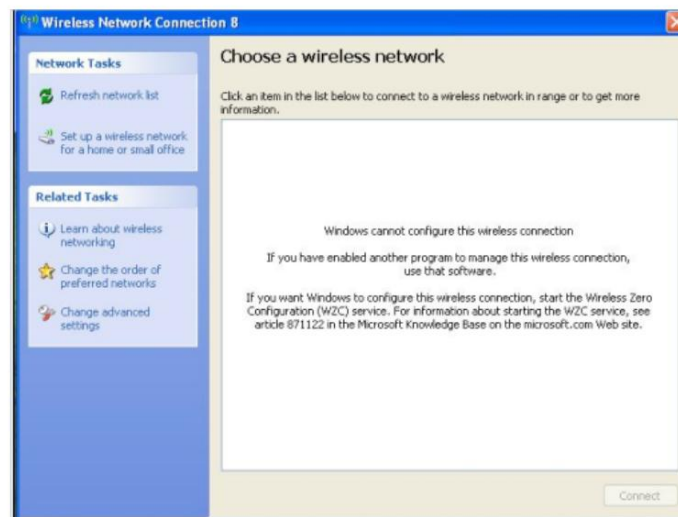 Wireless Network Connection 8
Network Tasks
Refresh network list
Set up a wireless network
for a home or small office
Related Tasks
Learn about wireless
networking
Change the order of
preferred networks
Change advanced
settings
Choose a wireless network
Click an item in the list below to connect to a wireless network in range or to get more
information.
Windows cannot configure this wireless connection
If you have enabled another program to manage this wireless connection,
use that software.
If you want Windows to configure this wireless connection, start the Wireless Zero
Configuration (WZC) service. For information about starting the WZC service, see
article 871122 in the Microsoft Knowledge Base on the microsoft.com Web site.
Connect